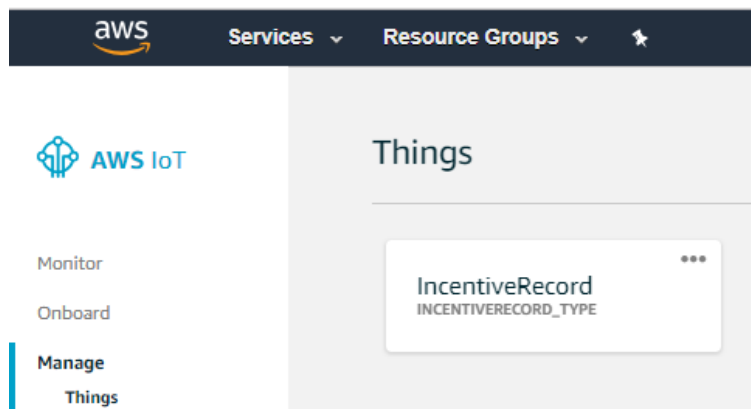 aws Services Resource Groups
AWS IoT
Things
Monitor
IncentiveRecord
INCENTIVERECORD_TYPE
Onboard
Manage
Things